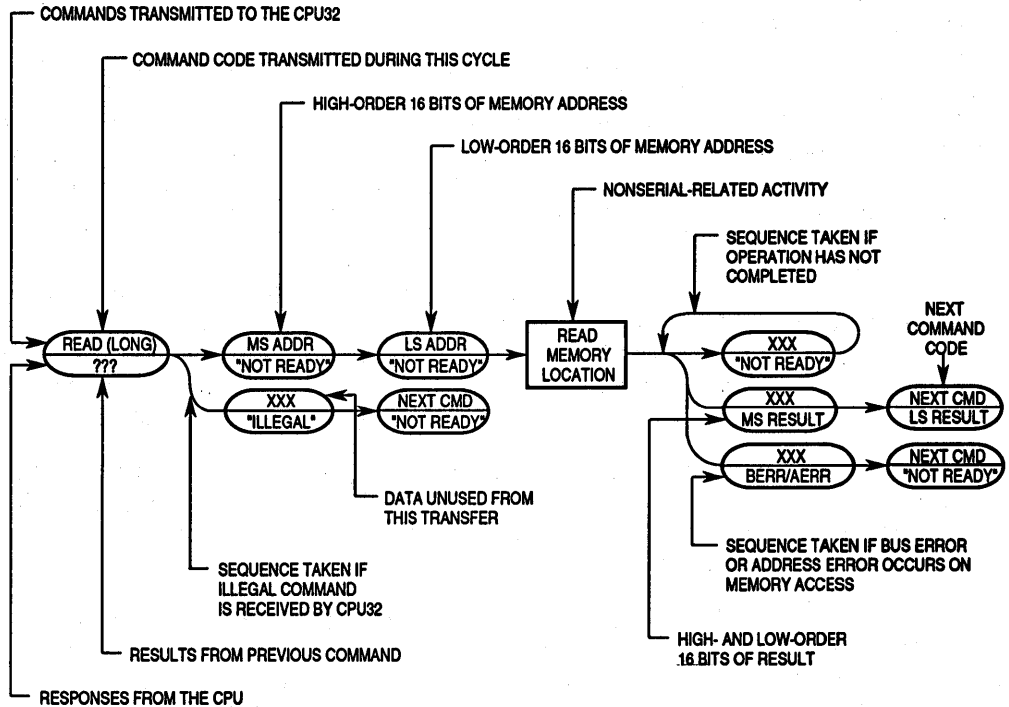 COMMANDS TRANSMITTED TO THE CPU32
COMMAND CODE TRANSMITTED DURING THIS CYCLE
HIGH-ORDER 16 BITS OF MEMORY ADDRESS
LOW-ORDER 16 BITS OF MEMORY ADDRESS
NONSERIAL-RELATED ACTIVITY
SEQUENCE TAKEN IF
OPERATION HAS NOT
COMPLETED
NEXT
COMMAND
CODE
READ (LONG)
???
MS ADDR
"NOT READY"
LS ADDR
"NOT READY"
READ
MEMORY
LOCATION
XXX
"NOT READY"
XXX
"ILLEGAL"
NEXT CMD
"NOT READY"
XXX
MS RESULT
NEXT CMD
LS RESULT
XXX
BERR/AERR
NEXT CMD
"NOT READY"
DATA UNUSED FROM
THIS TRANSFER
SEQUENCE TAKEN IF BUS ERROR
OR ADDRESS ERROR OCCURS ON
MEMORY ACCESS
SEQUENCE TAKEN IF
ILLEGAL COMMAND
IS RECEIVED BY CPU32
HIGH- AND LOW-ORDER
16 BITS OF RESULT
RESULTS FROM PREVIOUS COMMAND
RESPONSES FROM THE CPU